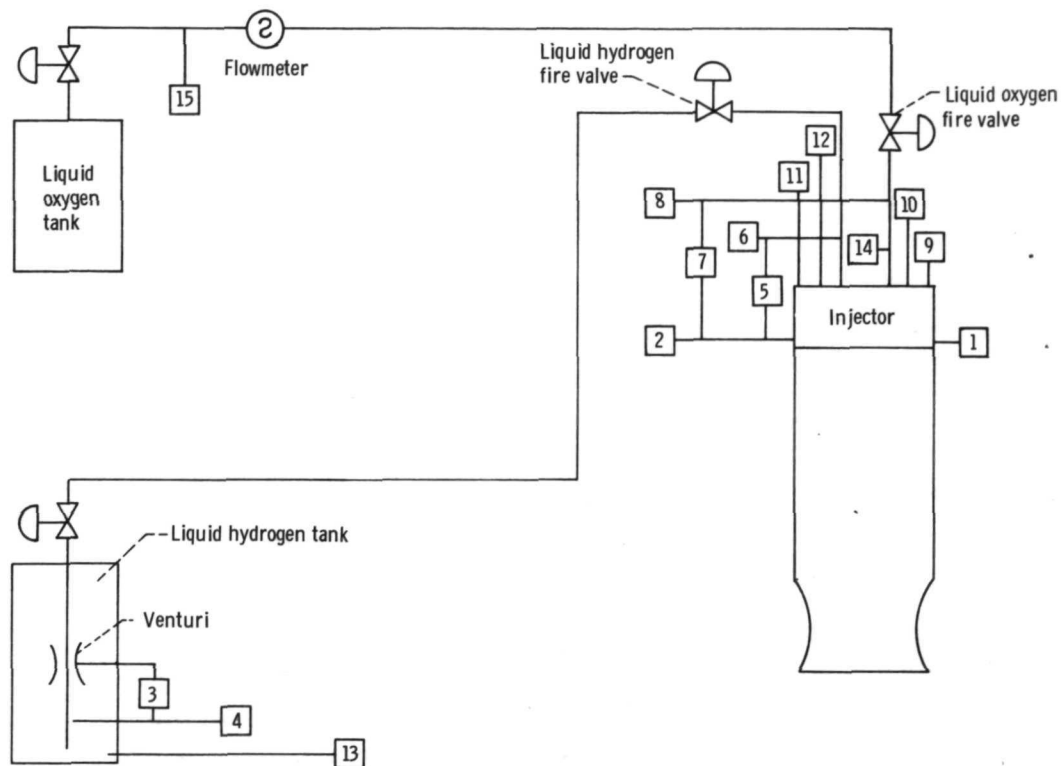 Flowmeter
15
Liquid hydrogen
fire valve
Liquid oxygen
fire valve
Liquid
oxygen
tank
12
11
10
8
6
14
9
7
5
Injector
2
1
Liquid hydrogen tank
Venturi
3
4
13